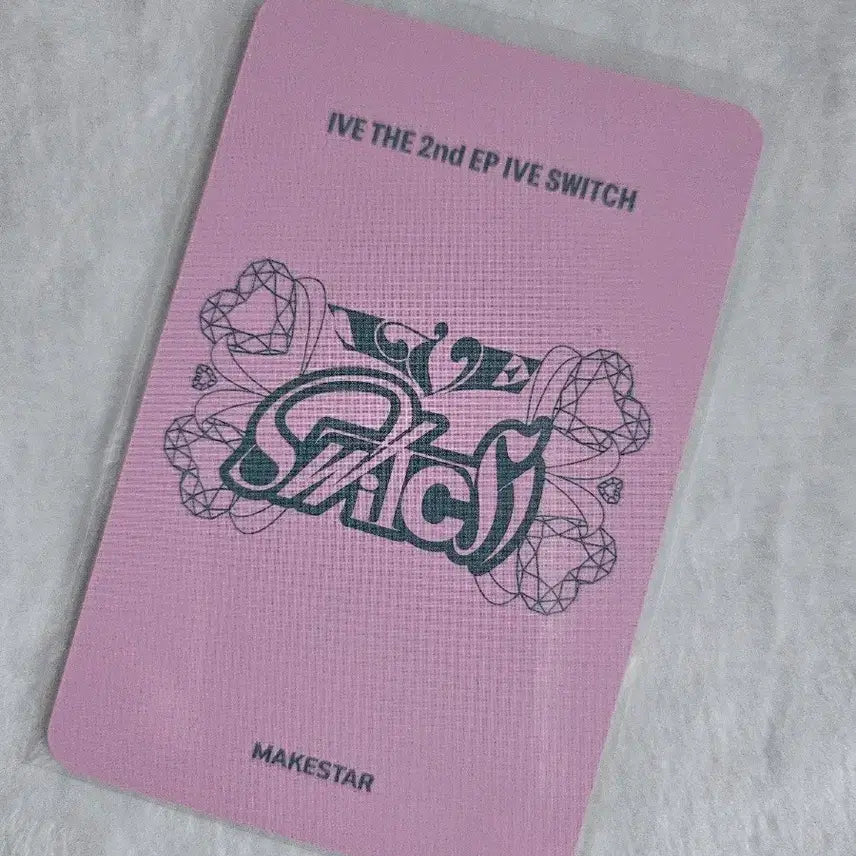 IVE THE 2nd EP IVE SWITCH
IVE
SWiTCH
MAKESTAR